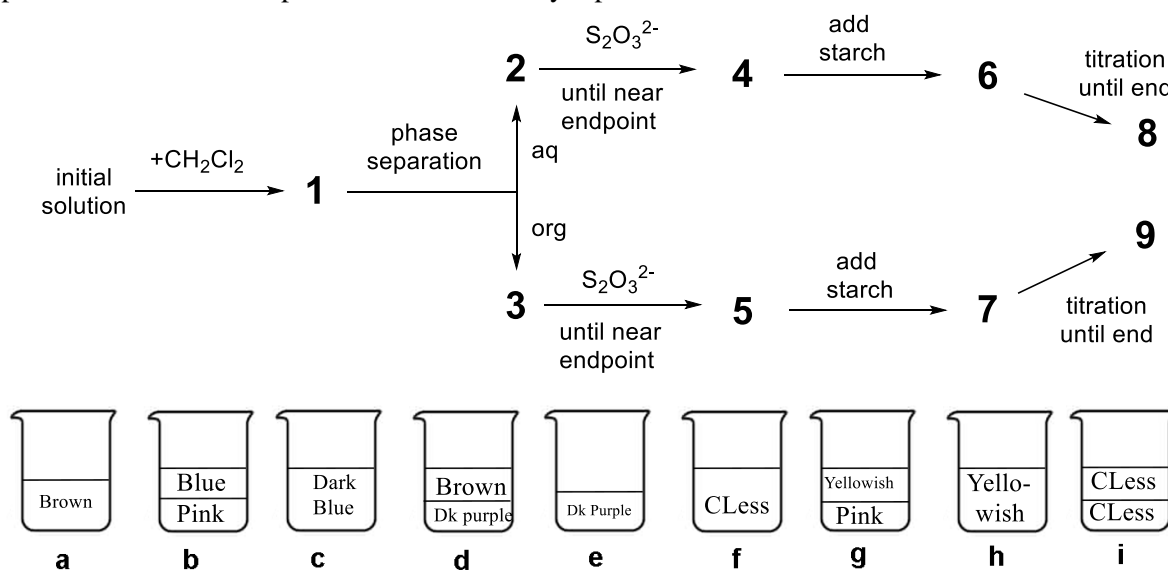 S2O3^2-
until near
endpoint
2
4
add
starch
6
titration
until end
8
initial
solution
+CH2Cl2
1
phase
separation
aq
org
3
S2O3^2-
until near
endpoint
5
add
starch
7
9
titration
until end
Brown
a
Blue
Pink
b
Dark
Blue
c
Brown
Dk purple
d
Dk Purple
e
CLess
f
Yellowish
Pink
g
Yello-
wish
h
CLess
CLess
i